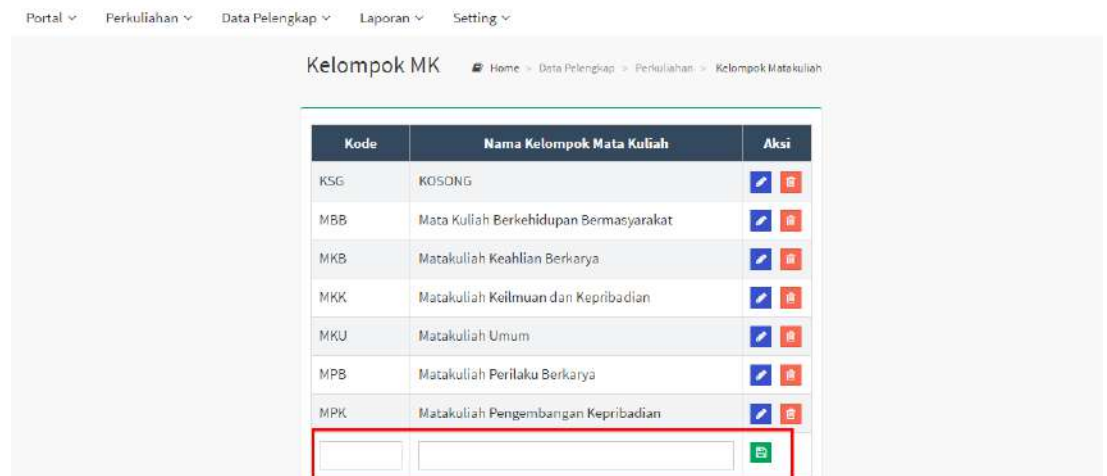 Portal Perkuliahan Data Pelengkap Laporan Setting
Kelompok MK Home > Data Pelengkap > Perkuliahan > Kelompok Matakuliah
Kode Nama Kelompok Mata Kuliah Aksi
KSG KOSONG
MBB Mata Kuliah Berkehidupan Bermasyarakat
MKB Matakuliah Keahlian Berkarya
MKK Matakuliah Keilmuan dan Kepribadian
MKU Matakuliah Umum
MPB Matakuliah Perilaku Berkarya
MPK Matakuliah Pengembangan Kepribadian